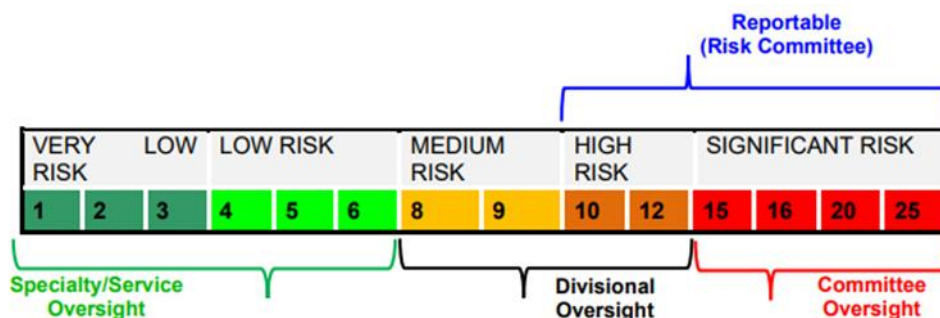 Reportable
(Risk Committee)
VERY LOW RISK
LOW RISK
MEDIUM RISK
HIGH RISK
SIGNIFICANT RISK
1 2 3 4 5 6 8 9 10 12 15 16 20 25
Specialty/Service
Oversight
Divisional
Oversight
Committee
Oversight